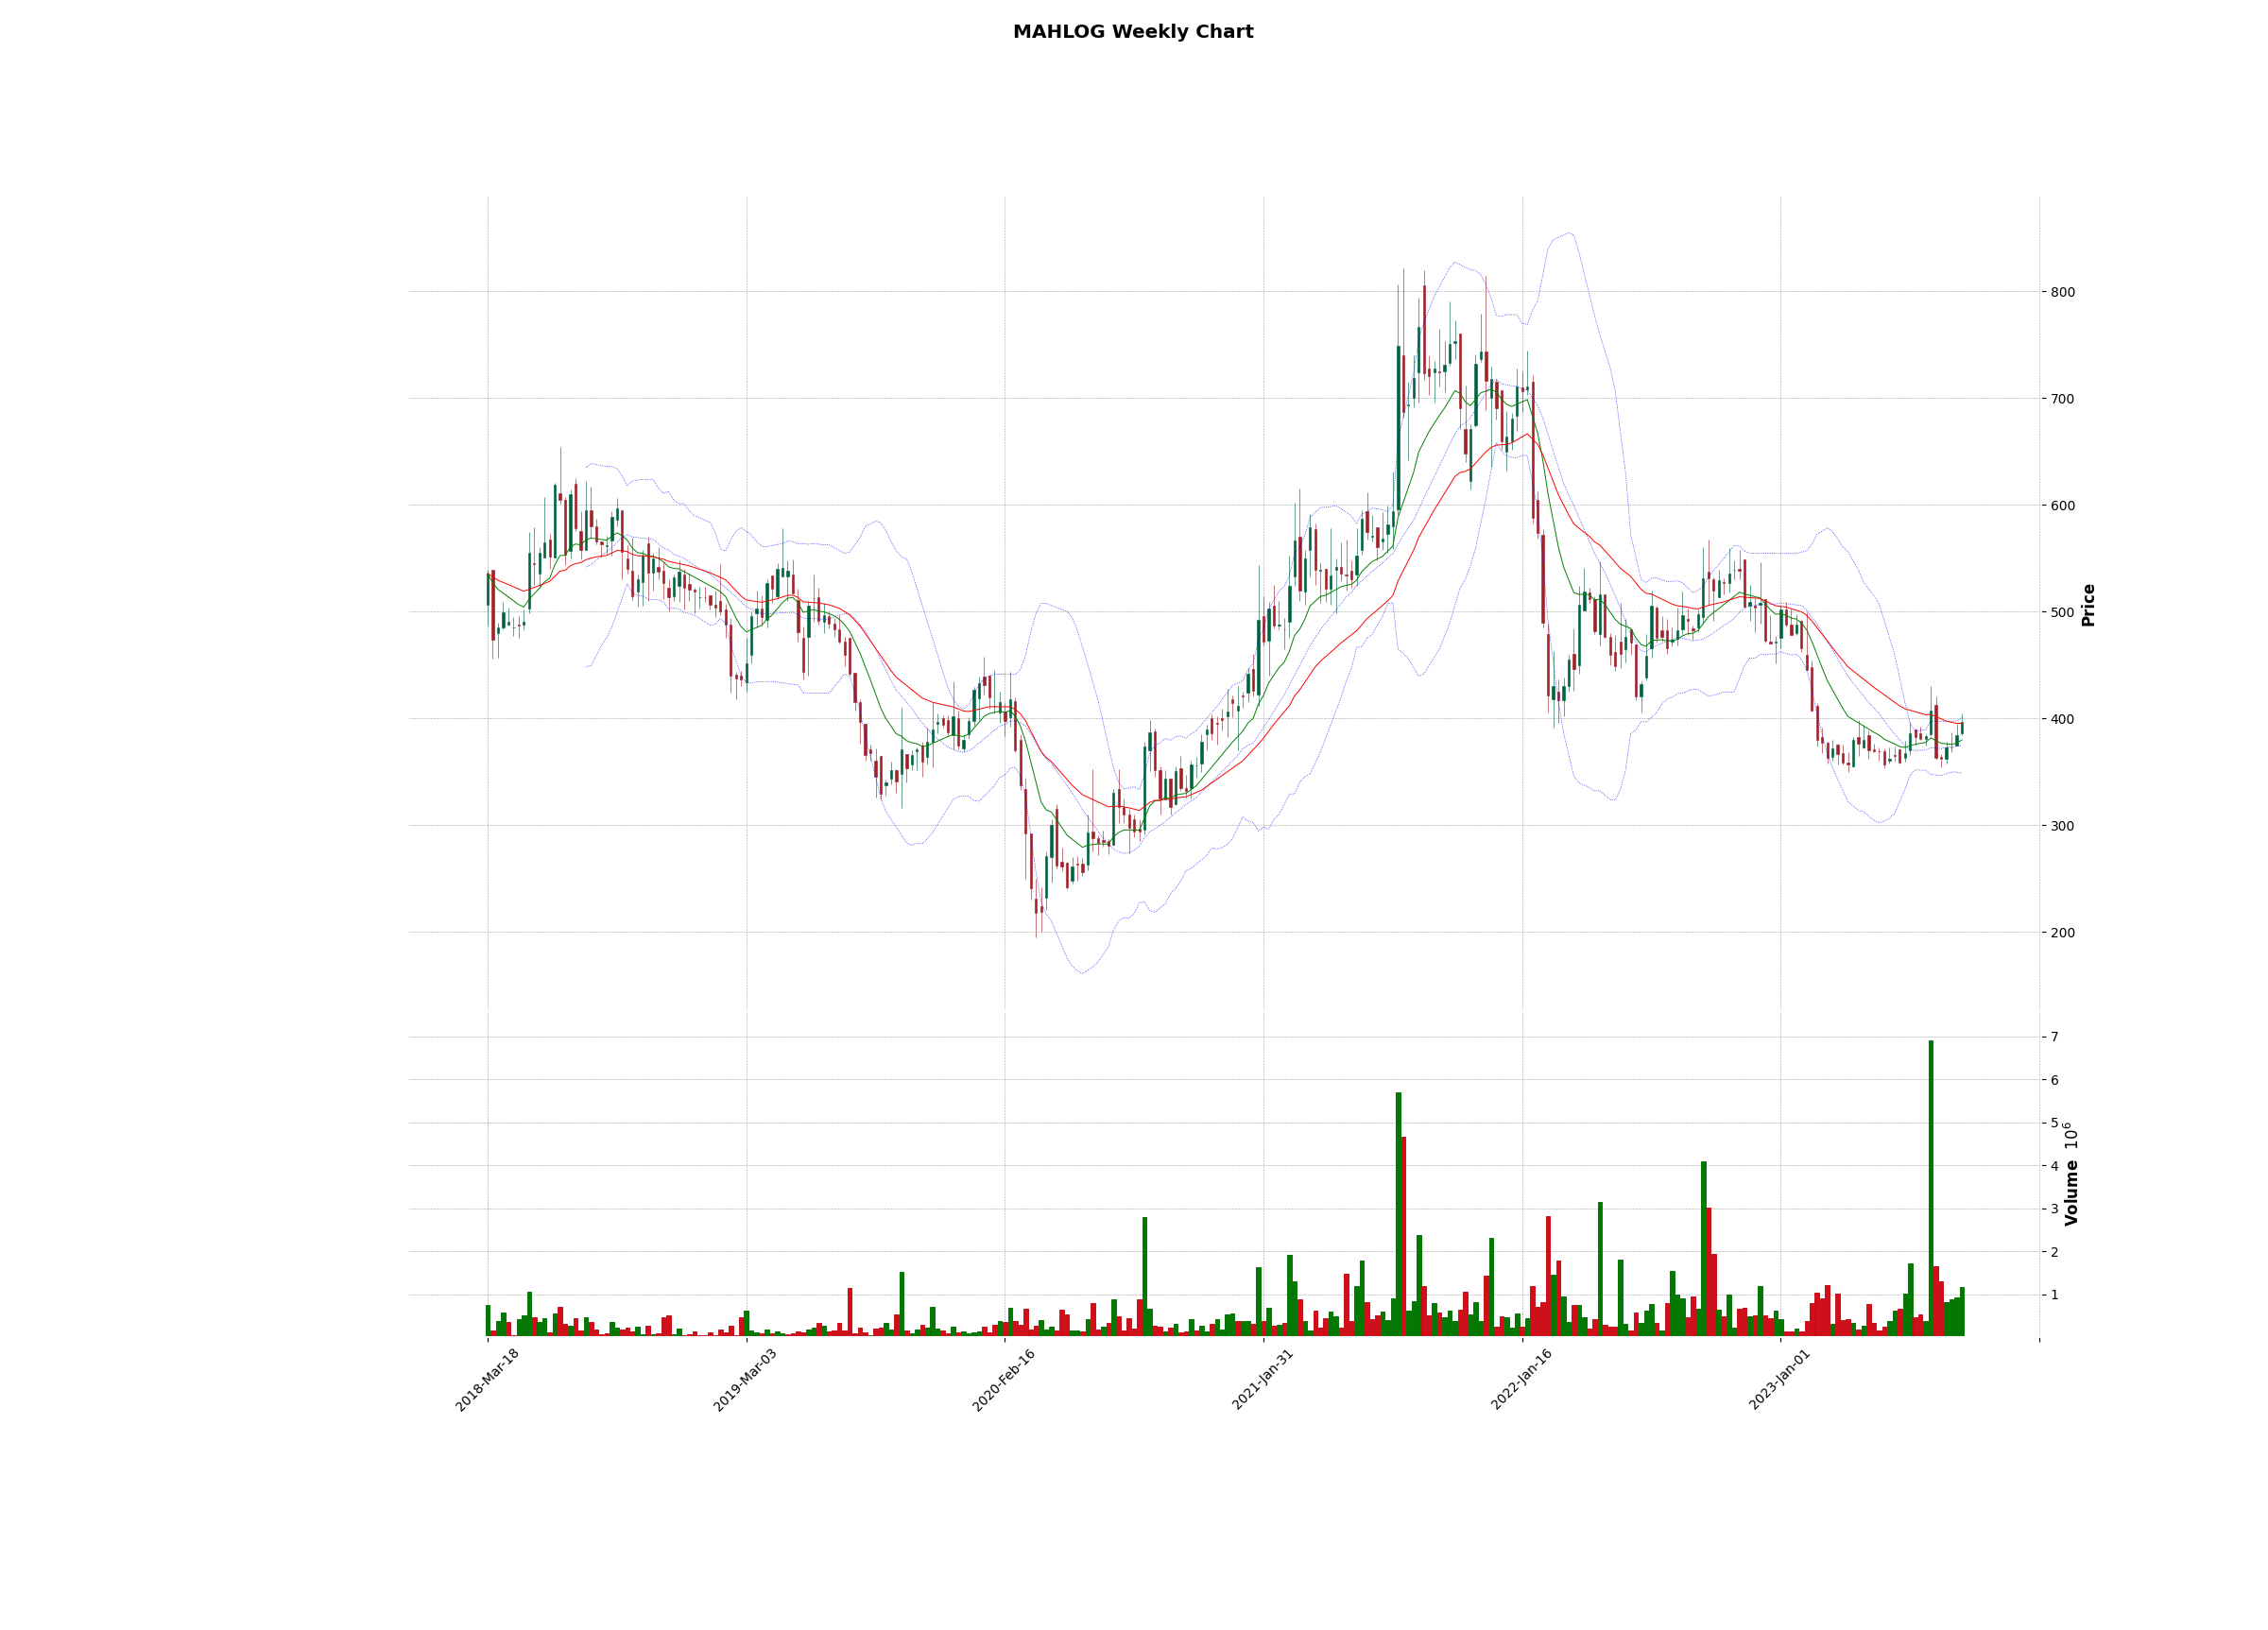 MAHLOG Weekly Chart
800
700
600
500
400
300
200
Price
7
6
5
4
3
2
1
Volume 10^6
2018-Mar-18
2019-Mar-03
2020-Feb-16
2021-Jan-31
2022-Jan-16
2023-Jan-01